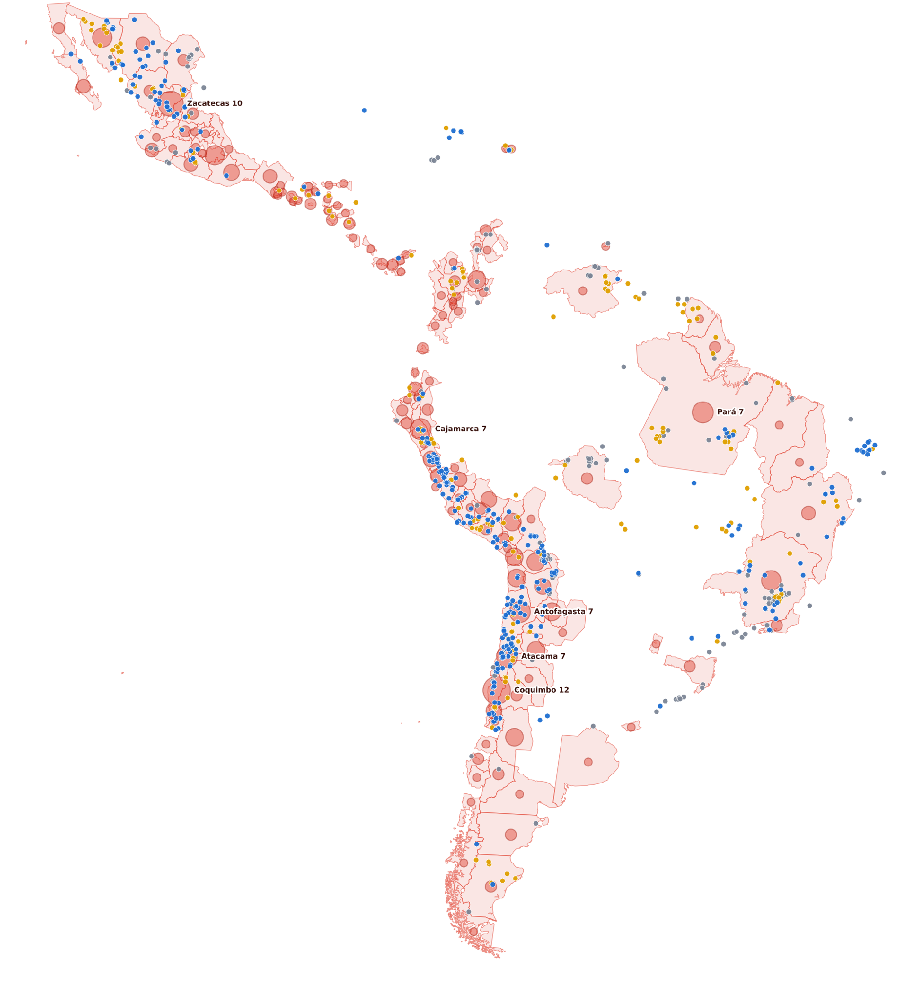 Zacatecas 10
Pará 7
Cajamarca 7
Antofagasta 7
Atacama 7
Coquimbo 12